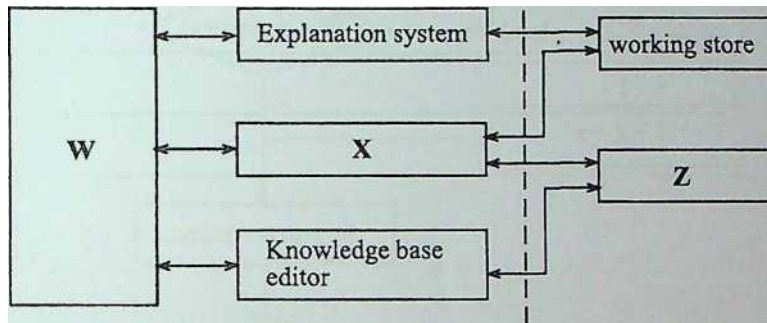 Explanation system
working store
W
X
Z
Knowledge base
editor